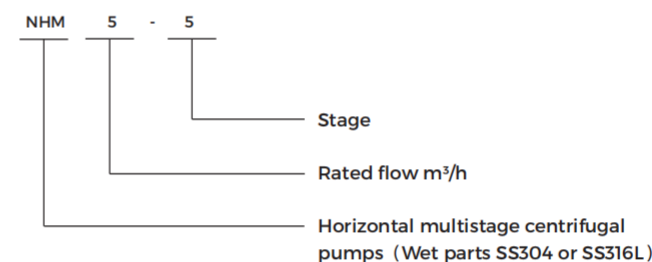 NHM 5 - 5
Stage
Rated flow m³/h
Horizontal multistage centrifugal
pumps（Wet parts SS304 or SS316L）